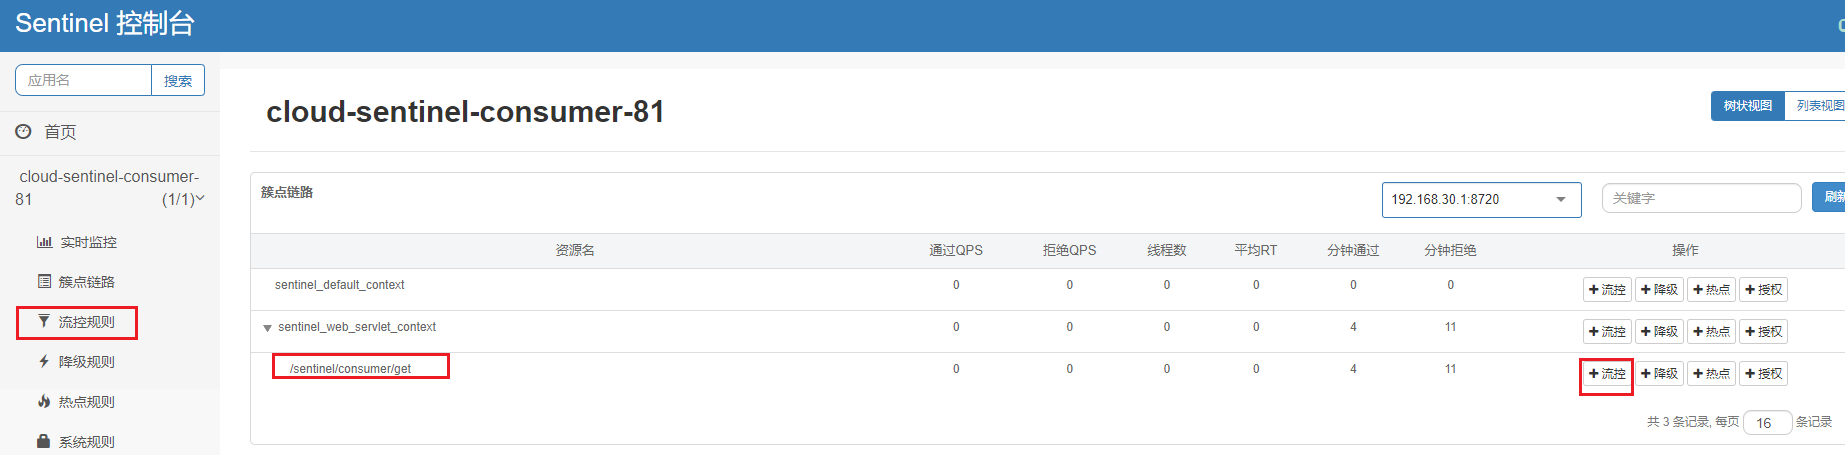 Sentinel 控制台
应用名 搜索
首页
cloud-sentinel-consumer-
81 (1/1)
实时监控
簇点链路
流控规则
降级规则
热点规则
系统规则
cloud-sentinel-consumer-81
树状视图 列表视图
簇点链路 192.168.30.1:8720 关键字 刷新
资源名 通过QPS 拒绝QPS 线程数 平均RT 分钟通过 分钟拒绝 操作
sentinel_default_context 0 0 0 0 0 0 + 流控 + 降级 + 热点 + 授权
sentinel_web_servlet_context 0 0 0 0 4 11 + 流控 + 降级 + 热点 + 授权
/sentinel/consumer/get 0 0 0 0 4 11 + 流控 + 降级 + 热点 + 授权
共 3 条记录, 每页 16 条记录